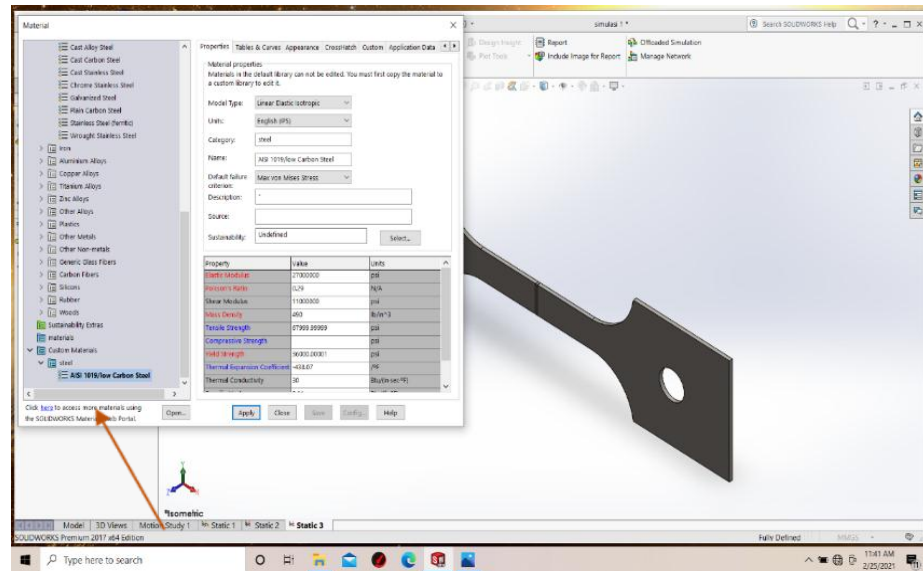 Material
simulasi 1 *
Search SOLIDWORKS Help
Cast Alloy Steel
Cast Carbon Steel
Cast Stainless Steel
Chrome Stainless Steel
Galvanized Steel
Plain Carbon Steel
Stainless Steel (ferritic)
Wrought Stainless Steel
Iron
Aluminium Alloys
Copper Alloys
Titanium Alloys
Zinc Alloys
Other Alloys
Plastics
Other Metals
Other Non-metals
Generic Glass Fibers
Carbon Fibers
Silicons
Rubber
Woods
Sustainability Extras
materials
Custom Materials
steel
AISI 1019/low Carbon Steel
Click here to access more materials using
the SOLIDWORKS Materials Web Portal.
Open...
Properties Tables & Curves Appearance CrossHatch Custom Application Data
Material properties
Materials in the default library can not be edited. You must first copy the material to
a custom library to edit it.
Model Type: Linear Elastic Isotropic
Units: English (IPS)
Category: steel
Name: AISI 1019/low Carbon Steel
Default failure criterion: Max von Mises Stress
Description: -
Source:
Sustainability: Undefined Select...
Property Value Units
Elastic Modulus 27000000 psi
Poisson's Ratio 0.29 N/A
Shear Modulus 11000000 psi
Mass Density 490 lb/in^3
Tensile Strength 67999.99999 psi
Compressive Strength psi
Yield Strength 56000.00001 psi
Thermal Expansion Coefficient -434.07 /°F
Thermal Conductivity 30 Btu/(in·sec·°F)
Apply Close Save Config... Help
Design Insight
Plot Tools
Report
Include Image for Report
Offloaded Simulation
Manage Network
*Isometric
Model 3D Views Motion Study 1 Static 1 Static 2 Static 3
SOLIDWORKS Premium 2017 x64 Edition
Fully Defined MMGS
Type here to search
11:41 AM
2/25/2021